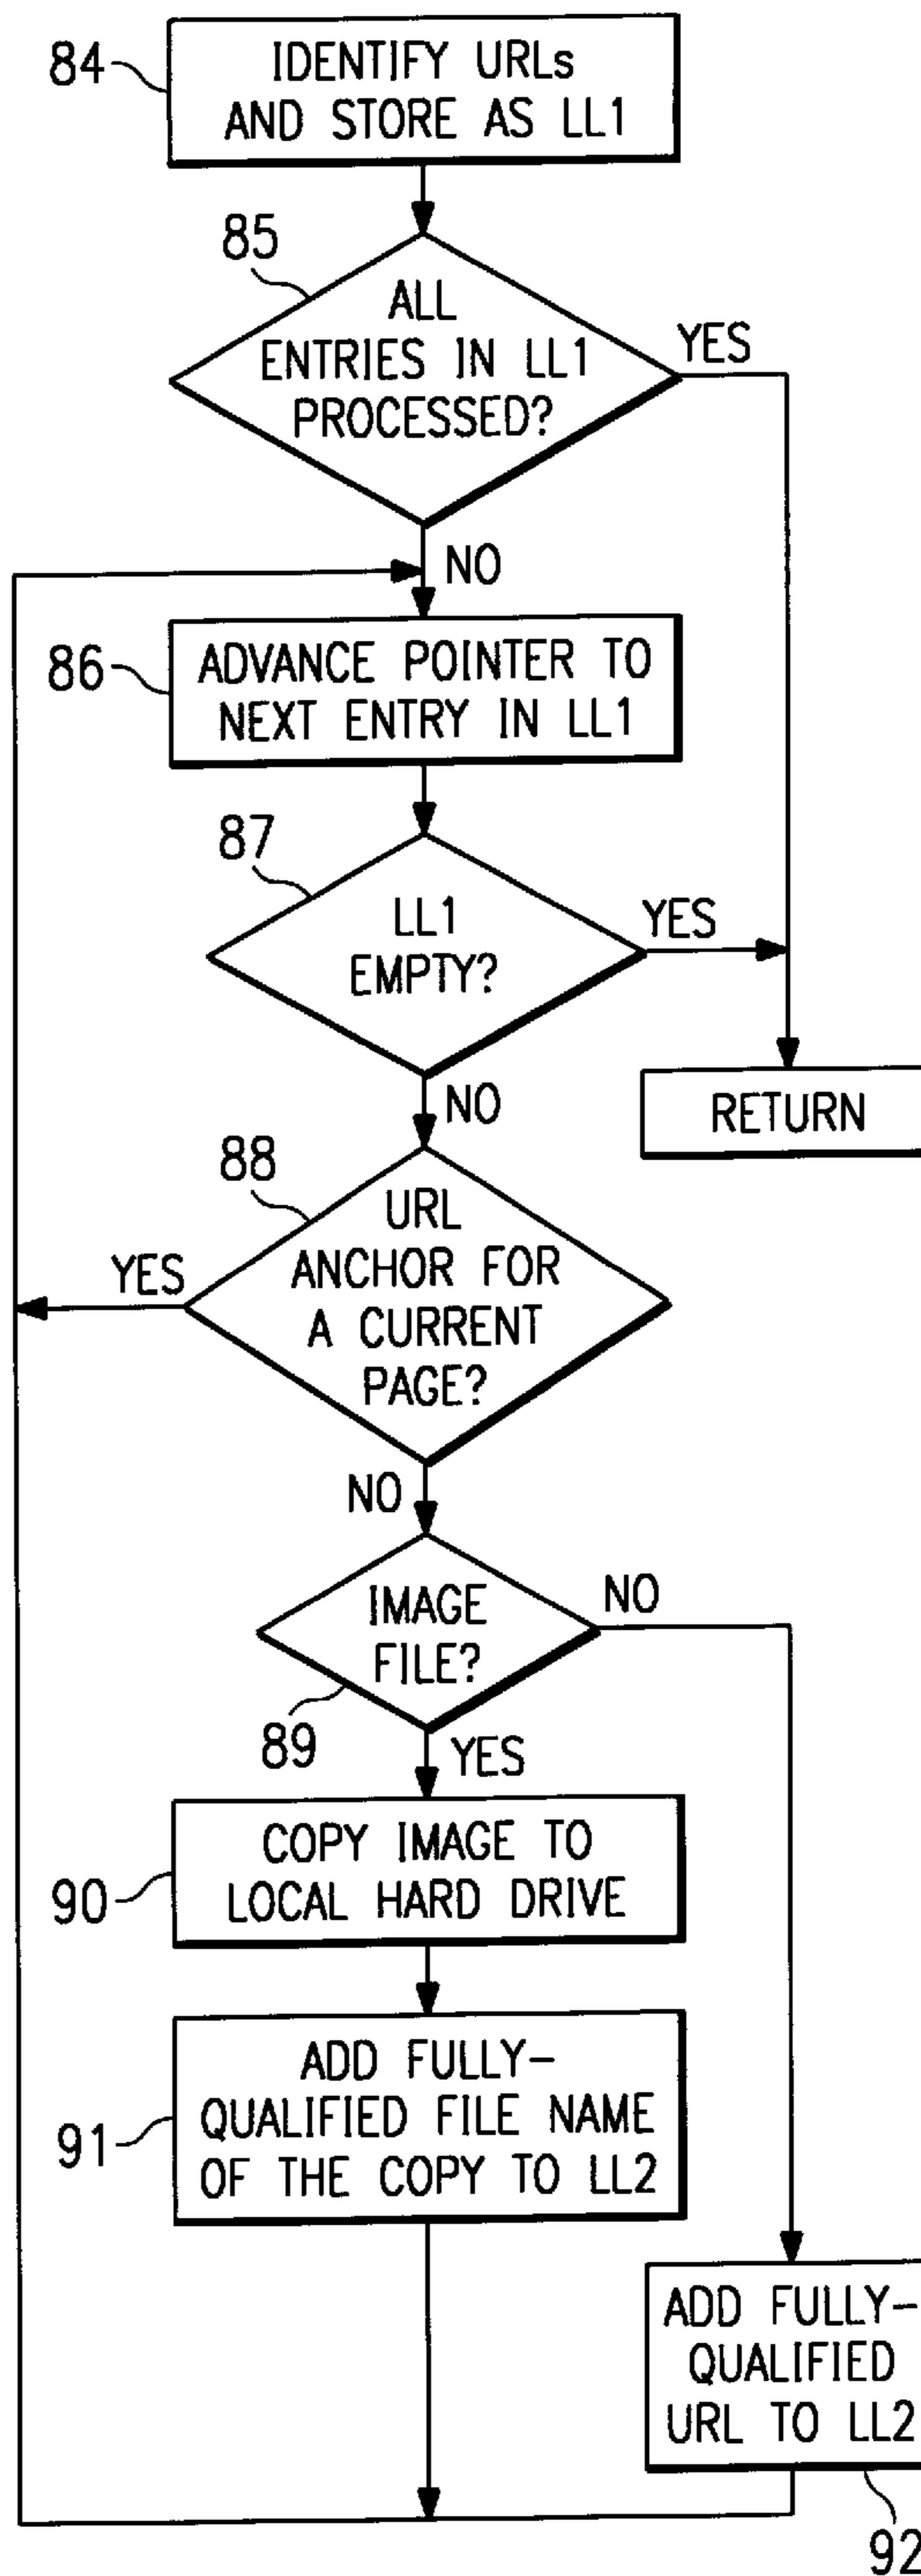 84
IDENTIFY URLs
AND STORE AS LL1
85
ALL
ENTRIES IN LL1
PROCESSED?
YES
NO
86
ADVANCE POINTER TO
NEXT ENTRY IN LL1
87
LL1
EMPTY?
YES
NO
RETURN
88
URL
ANCHOR FOR
A CURRENT
PAGE?
YES
NO
IMAGE
FILE?
NO
89
YES
90
COPY IMAGE TO
LOCAL HARD DRIVE
91
ADD FULLY-
QUALIFIED FILE NAME
OF THE COPY TO LL2
ADD FULLY-
QUALIFIED
URL TO LL2
92